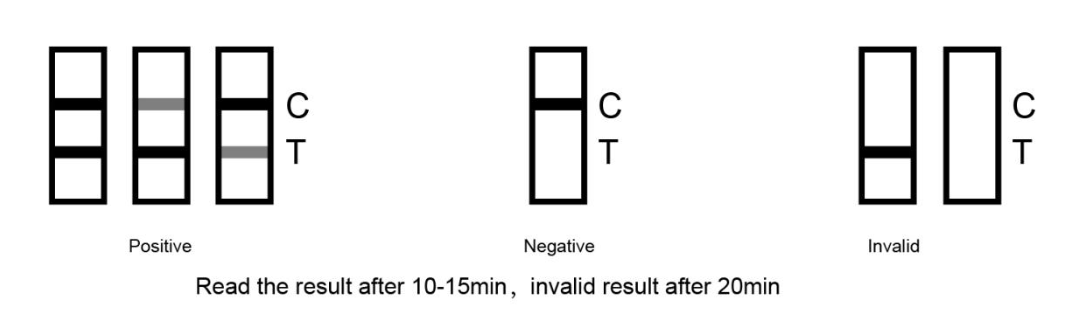 C
T
C
T
C
T
Positive
Negative
Invalid
Read the result after 10-15min，invalid result after 20min